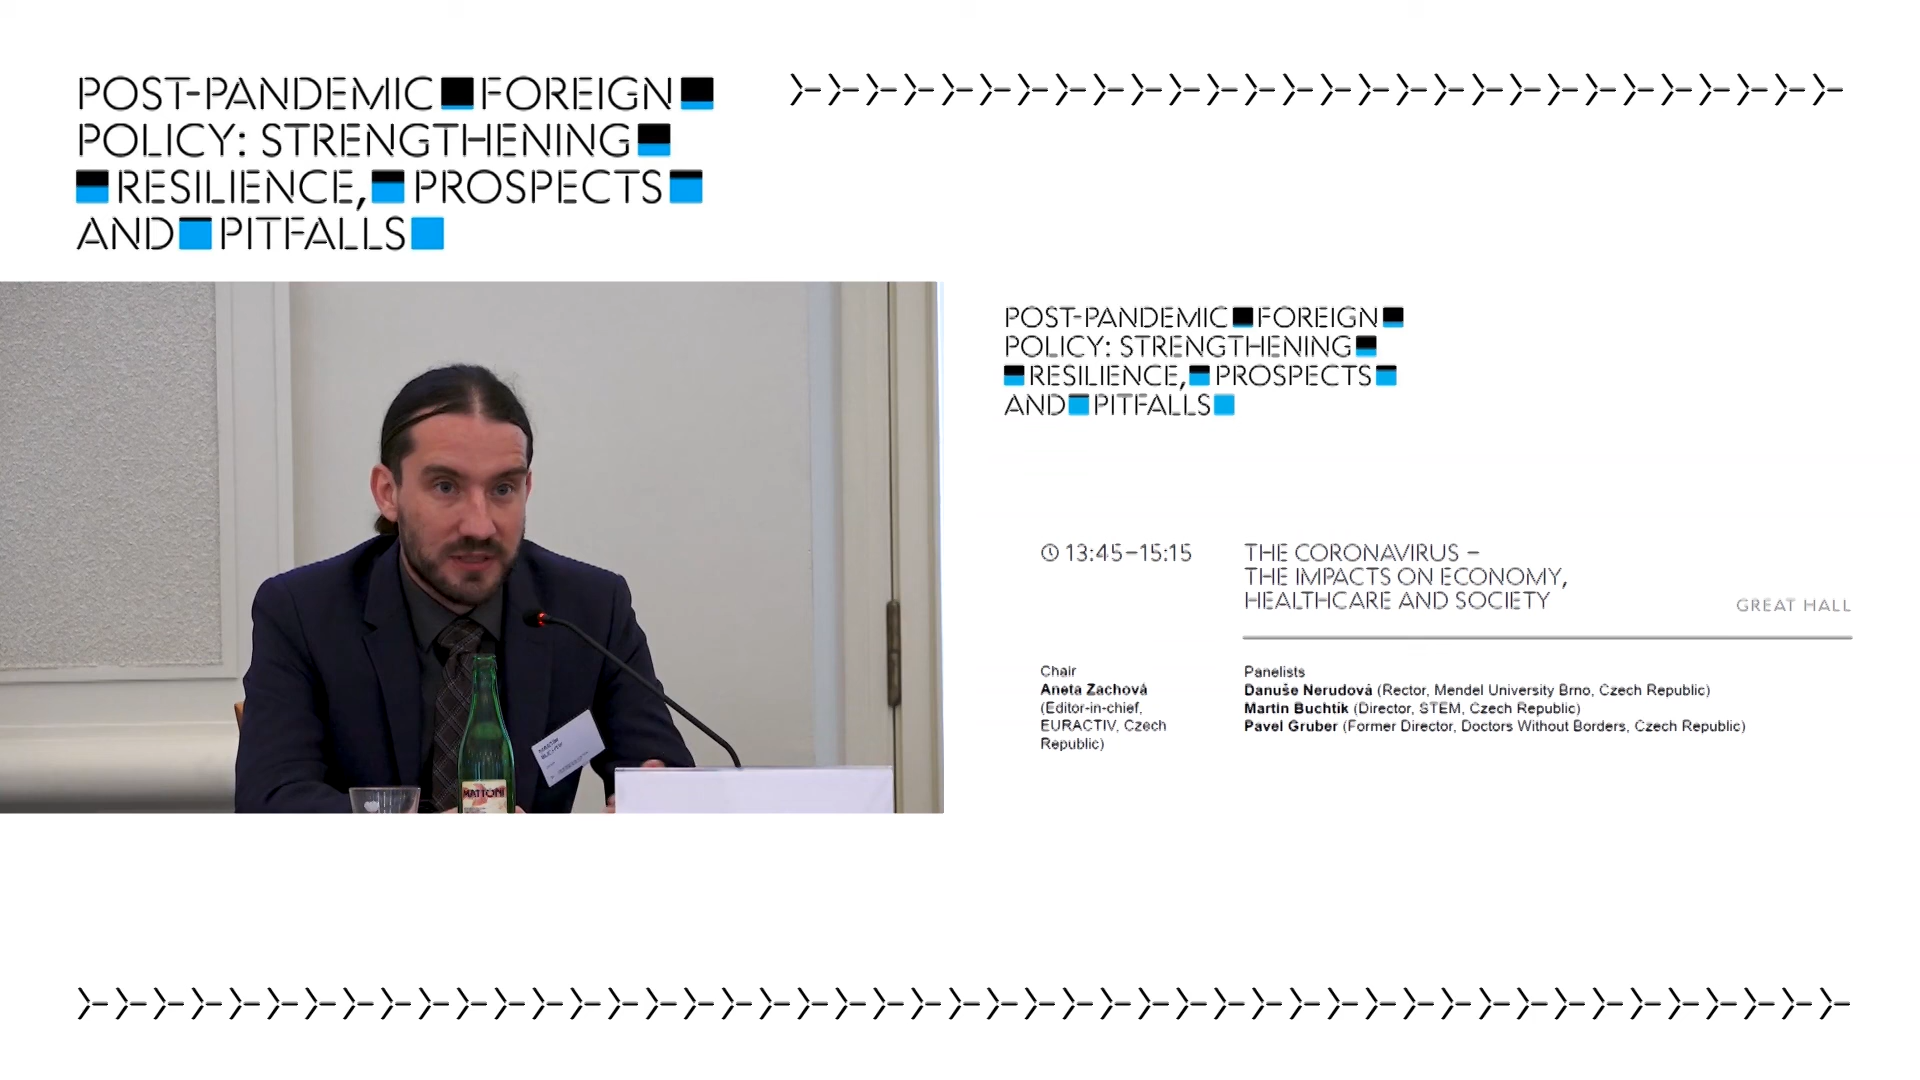 POST-PANDEMIC FOREIGN
POLICY: STRENGTHENING
RESILIENCE, PROSPECTS
AND PITFALLS
POST-PANDEMIC FOREIGN
POLICY: STRENGTHENING
RESILIENCE, PROSPECTS
AND PITFALLS
13:45–15:15
THE CORONAVIRUS –
THE IMPACTS ON ECONOMY,
HEALTHCARE AND SOCIETY
GREAT HALL
Chair
Aneta Zachová
(Editor-in-chief,
EURACTIV, Czech
Republic)
Panelists
Danuše Nerudová (Rector, Mendel University Brno, Czech Republic)
Martin Buchtík (Director, STEM, Czech Republic)
Pavel Gruber (Former Director, Doctors Without Borders, Czech Republic)
MARTIN
BUCHTÍK
MATTONI